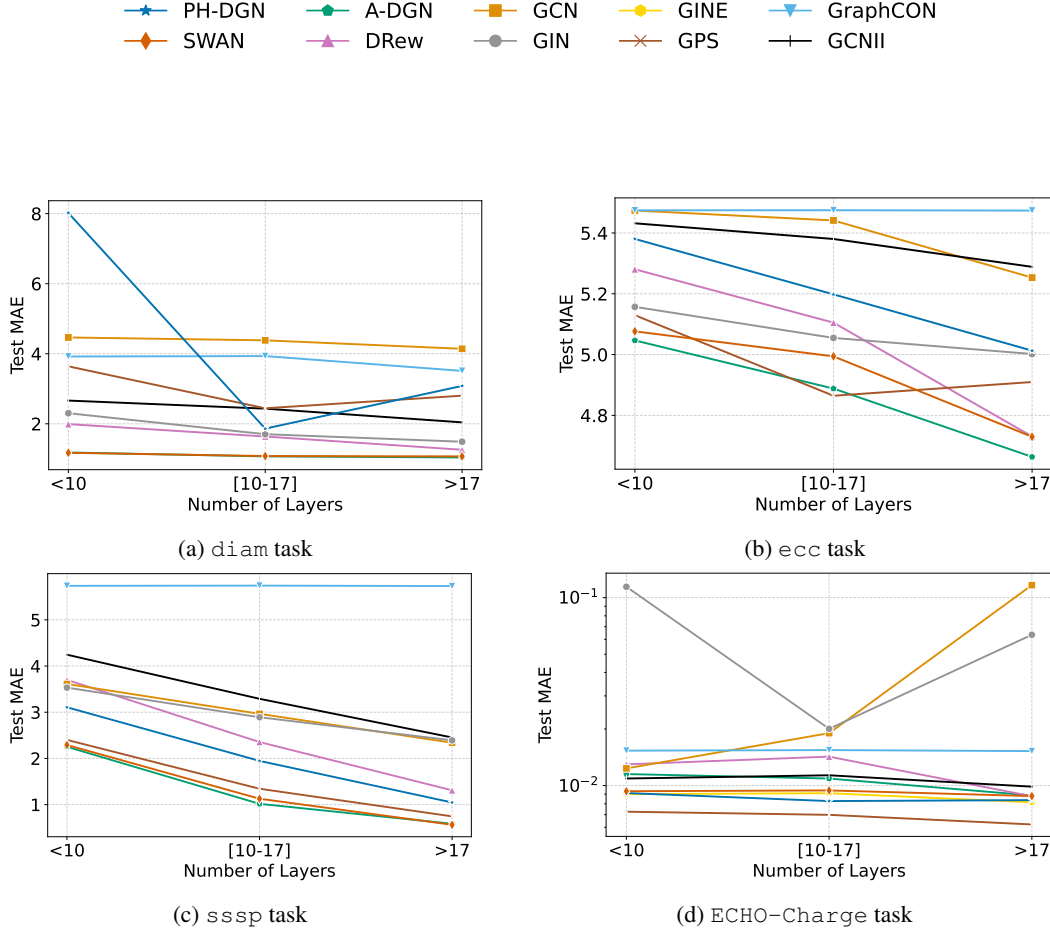 PH-DGN A-DGN GCN GINE GraphCON
SWAN DRew GIN GPS GCNII
8
6
4
2
Test MAE
<10 [10-17] >17
Number of Layers
(a) diam task
5.4
5.2
5.0
4.8
Test MAE
<10 [10-17] >17
Number of Layers
(b) ecc task
5
4
3
2
1
Test MAE
<10 [10-17] >17
Number of Layers
(c) sssp task
10⁻¹
10⁻²
Test MAE
<10 [10-17] >17
Number of Layers
(d) ECHO-Charge task